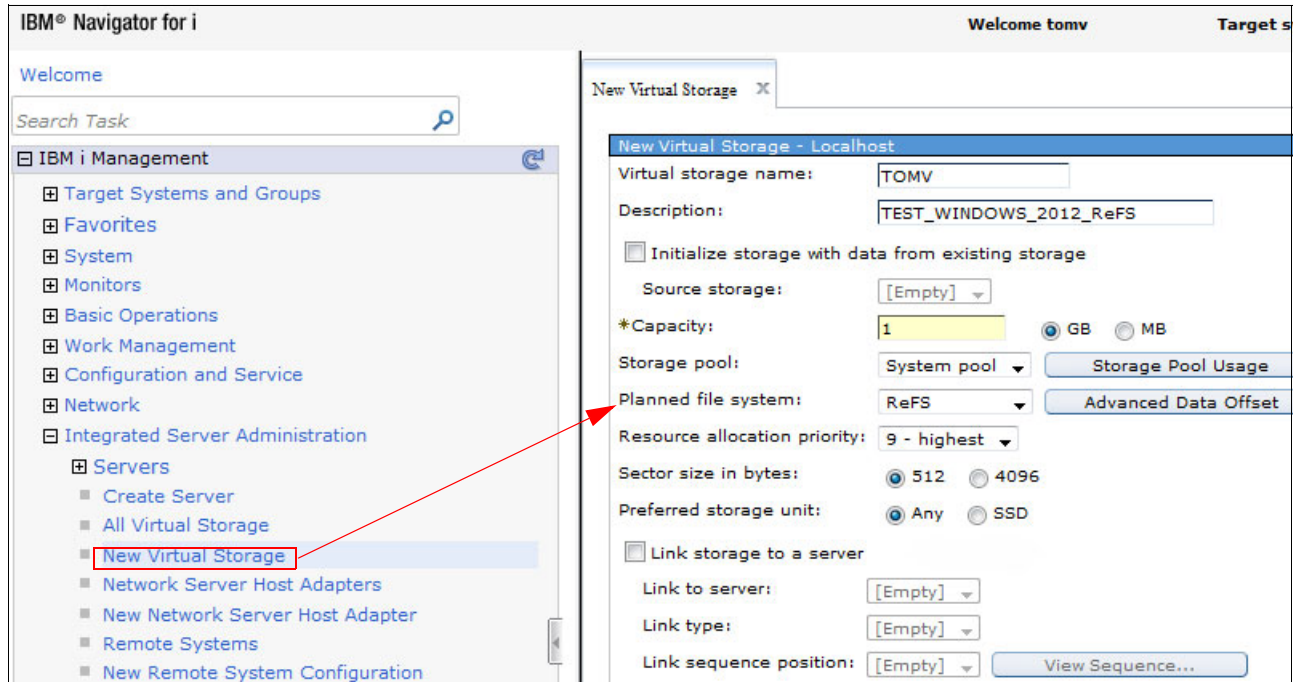 IBM® Navigator for i
Welcome tomv
Target s
Welcome
Search Task
IBM i Management
Target Systems and Groups
Favorites
System
Monitors
Basic Operations
Work Management
Configuration and Service
Network
Integrated Server Administration
Servers
Create Server
All Virtual Storage
New Virtual Storage
Network Server Host Adapters
New Network Server Host Adapter
Remote Systems
New Remote System Configuration
New Virtual Storage X
New Virtual Storage - Localhost
Virtual storage name: TOMV
Description: TEST_WINDOWS_2012_ReFS
Initialize storage with data from existing storage
Source storage: [Empty]
*Capacity: 1 GB MB
Storage pool: System pool Storage Pool Usage
Planned file system: ReFS Advanced Data Offset
Resource allocation priority: 9 - highest
Sector size in bytes: 512 4096
Preferred storage unit: Any SSD
Link storage to a server
Link to server: [Empty]
Link type: [Empty]
Link sequence position: [Empty] View Sequence...